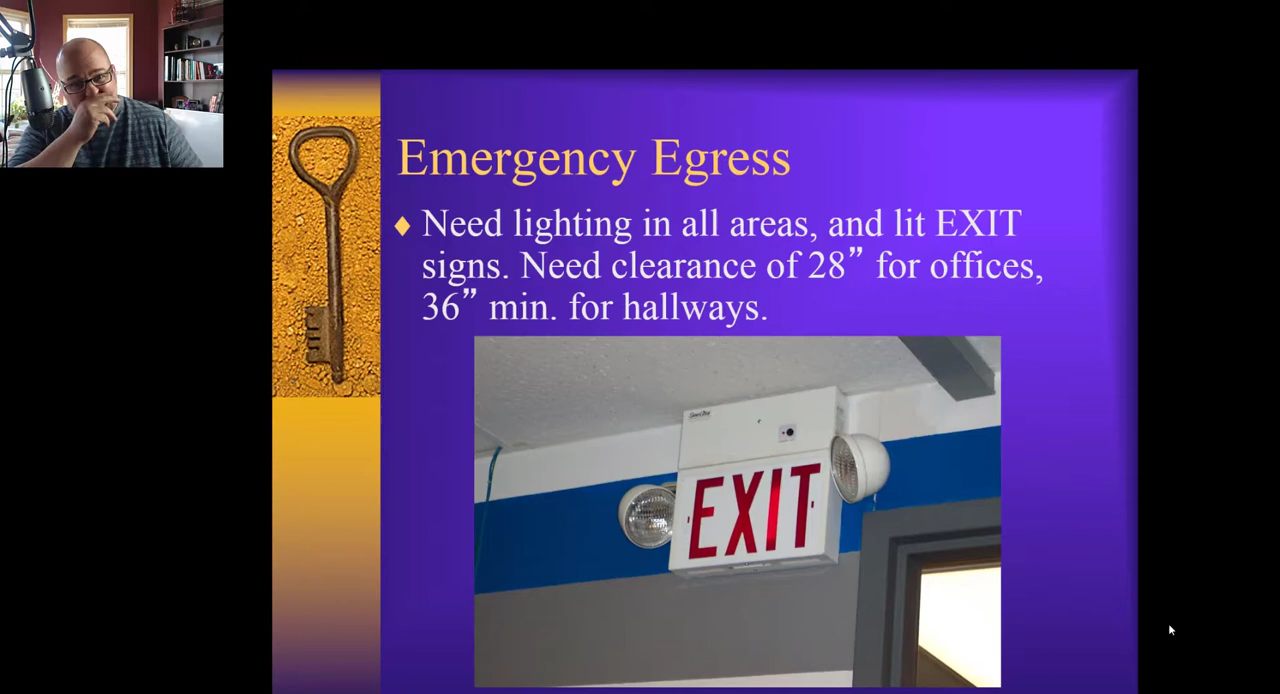 Emergency Egress
♦ Need lighting in all areas, and lit EXIT
signs. Need clearance of 28” for offices,
36” min. for hallways.
EXIT